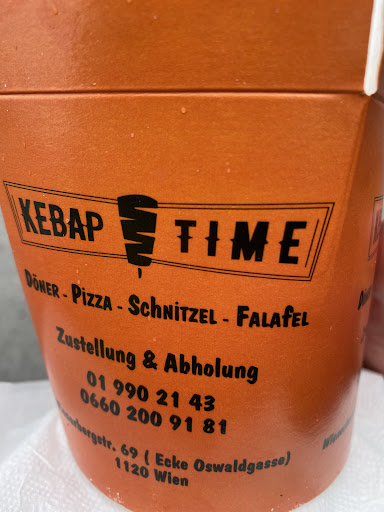 KEBAP TIME
DÖNER - PIZZA - SCHNITZEL - FALAFEL
Zustellung & Abholung
01 990 21 43
0660 200 91 81
69 ( Ecke Oswaldgasse)
1120 Wien